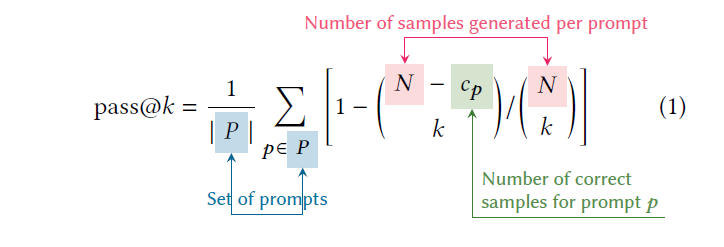 Number of samples generated per prompt
pass@k = 1/|P| ∑_{p∈P} [1 − (N − c_p choose k)/(N choose k)] (1)
Set of prompts
Number of correct
samples for prompt p